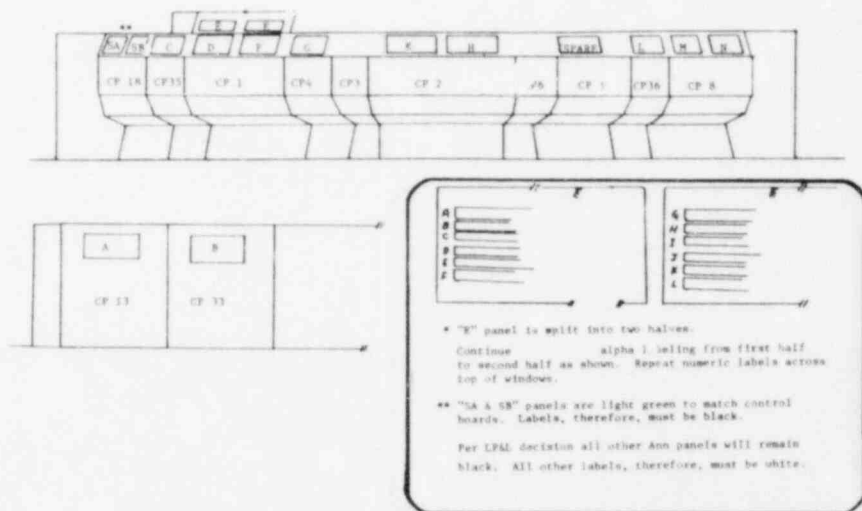 **
E E
SA SB C D F G K H SPARE L M N
CP 18 CP35 CP 1 CP4 CP3 CP 2 CP36 CP 8
A B
CP 33
E E
A
B
C
D
E
F
G
H
I
J
K
L
* "E" panel is split into two halves.
Continue alpha from first half
to second half as shown. Repeat numeric labels across
top of windows.
** "SA & SB" panels are light green to match control
boards. Labels, therefore, must be black.
Per LP&L decision all other Ann panels will remain
black. All other labels, therefore, must be white.